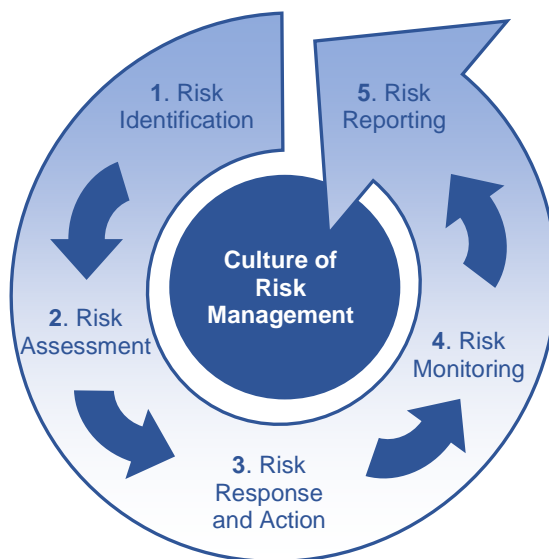 1. Risk
Identification
2. Risk
Assessment
3. Risk
Response
and Action
4. Risk
Monitoring
5. Risk
Reporting
Culture of
Risk
Management